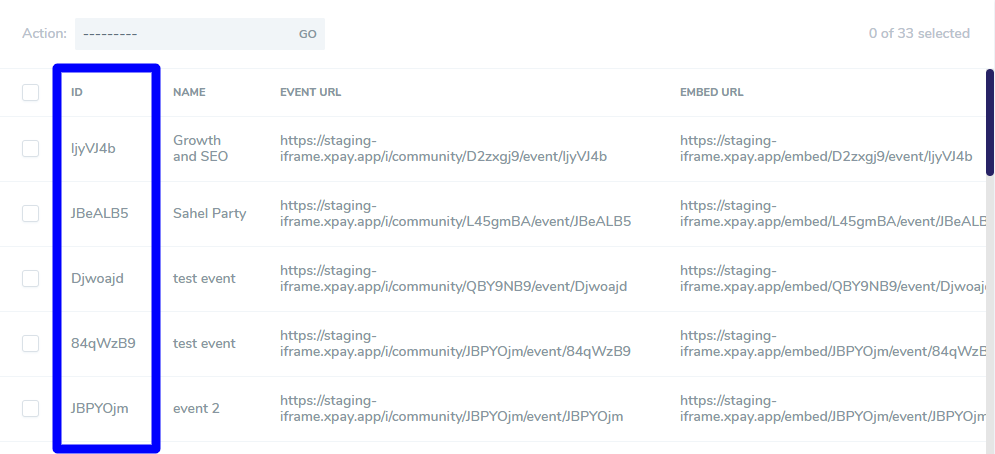 Action: --------- GO 0 of 33 selected
ID NAME EVENT URL EMBED URL
ljyVJ4b Growth and SEO https://staging-iframe.xpay.app/i/community/D2zxgj9/event/ljyVJ4b https://staging-iframe.xpay.app/embed/D2zxgj9/event/ljyVJ4b
JBeALB5 Sahel Party https://staging-iframe.xpay.app/i/community/L45gmBA/event/JBeALB5 https://staging-iframe.xpay.app/embed/L45gmBA/event/JBeALB
Djwoajd test event https://staging-iframe.xpay.app/i/community/QBY9NB9/event/Djwoajd https://staging-iframe.xpay.app/embed/QBY9NB9/event/Djwoaj
84qWzB9 test event https://staging-iframe.xpay.app/i/community/JBPYOjm/event/84qWzB9 https://staging-iframe.xpay.app/embed/JBPYOjm/event/84qWzB
JBPYOjm event 2 https://staging-iframe.xpay.app/i/community/JBPYOjm/event/JBPYOjm https://staging-iframe.xpay.app/embed/JBPYOjm/event/JBPYOjm